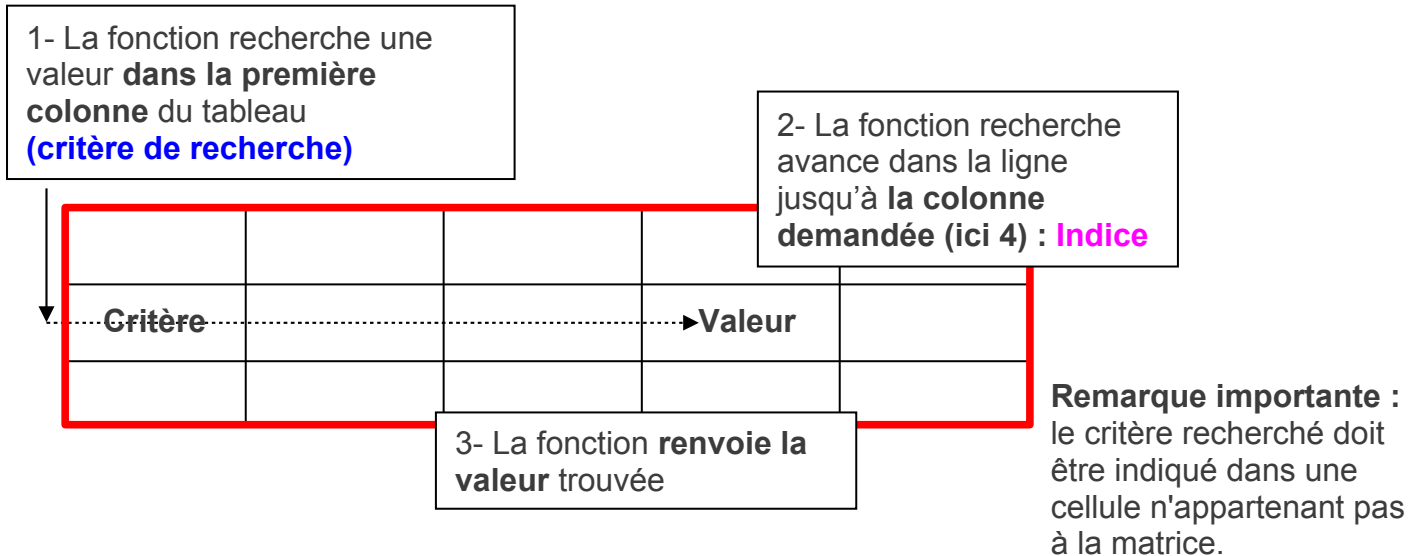 1- La fonction recherche une
valeur dans la première
colonne du tableau
(critère de recherche)
2- La fonction recherche
avance dans la ligne
jusqu’à la colonne
demandée (ici 4) : Indice
Critère
Valeur
3- La fonction renvoie la
valeur trouvée
Remarque importante :
le critère recherché doit
être indiqué dans une
cellule n'appartenant pas
à la matrice.